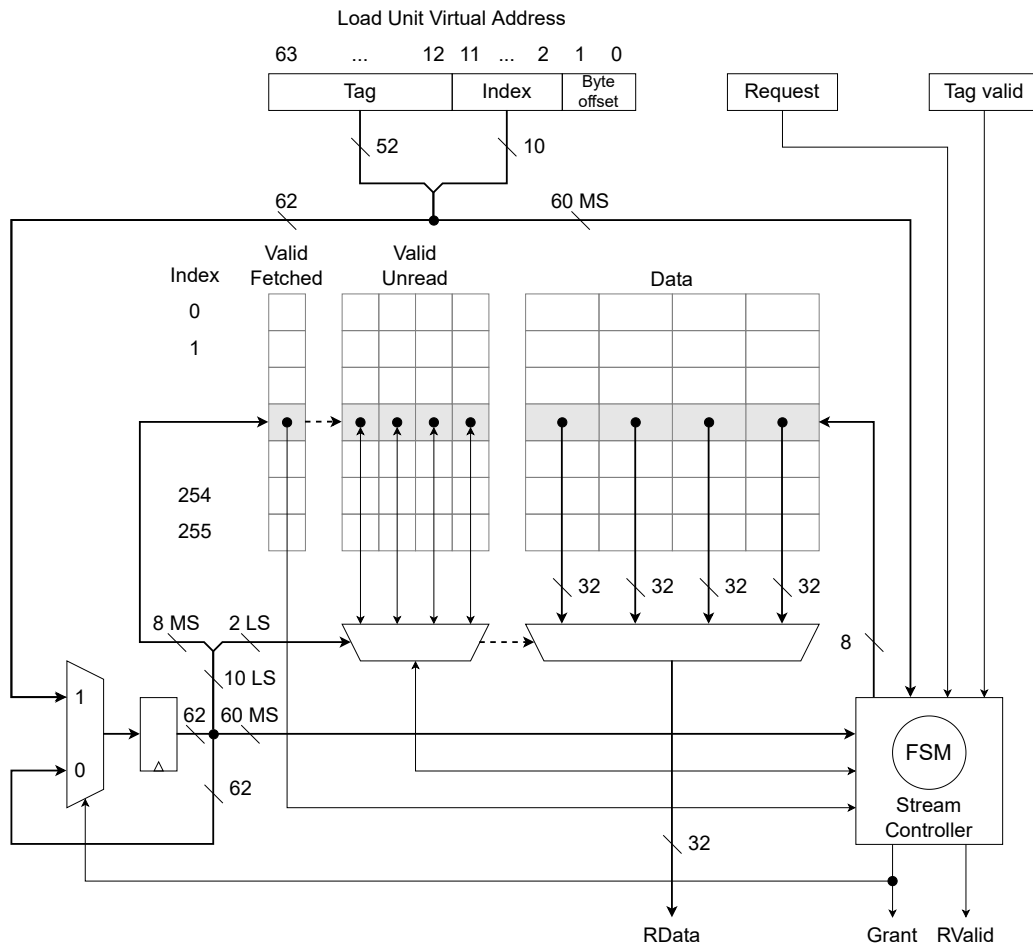 Load Unit Virtual Address
63 ... 12 11 ... 2 1 0
Tag Index Byte
offset
Request Tag valid
52 10
62 60 MS
Index
Valid
Fetched
Valid
Unread
Data
0
1
254
255
32 32 32 32
8 MS 2 LS
8
10 LS
1
62 60 MS
0
62
FSM
Stream
Controller
32
RData Grant RValid